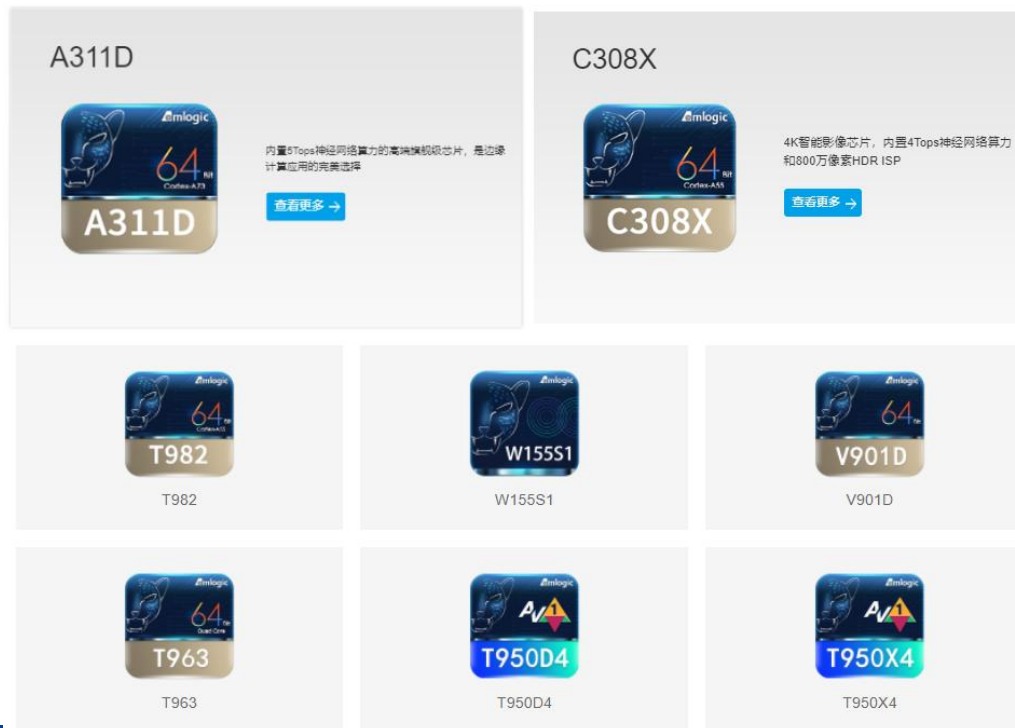 A311D
C308X
Amlogic
64 Bit
Cortex-A73
A311D
内置5Tops神经网络算力的高端旗舰级芯片，是边缘
计算应用的完美选择
查看更多 →
Amlogic
64 Bit
Cortex-A55
C308X
4K智能影像芯片，内置4Tops神经网络算力
和800万像素HDR ISP
查看更多 →
Amlogic
64 Bit
Cortex-A55
T982
T982
Amlogic
W155S1
W155S1
Amlogic
64 Bit
V901D
V901D
Amlogic
64 Bit
Quad Core
T963
T963
Amlogic
AV1
T950D4
T950D4
Amlogic
AV1
T950X4
T950X4